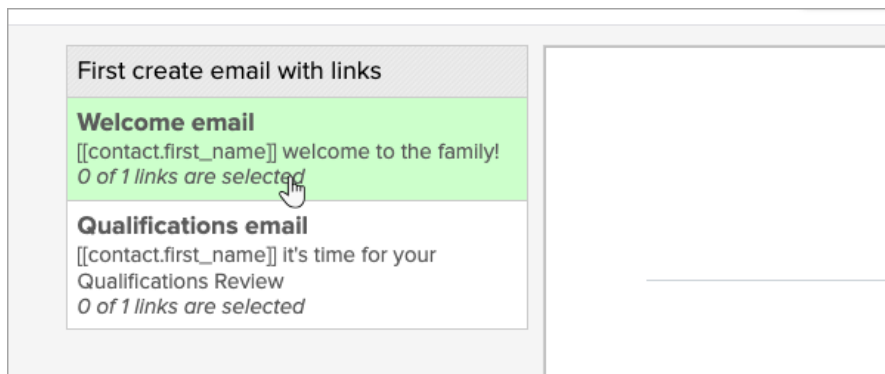 First create email with links
Welcome email
[[contact.first_name]] welcome to the family!
0 of 1 links are selected
Qualifications email
[[contact.first_name]] it's time for your
Qualifications Review
0 of 1 links are selected